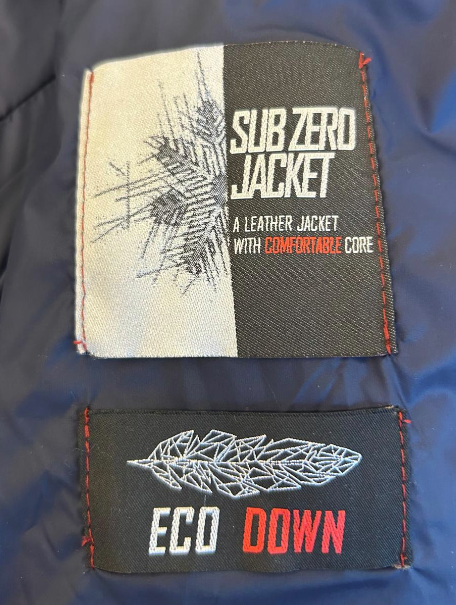 SUB ZERO
JACKET
A LEATHER JACKET
WITH COMFORTABLE CORE
ECO DOWN